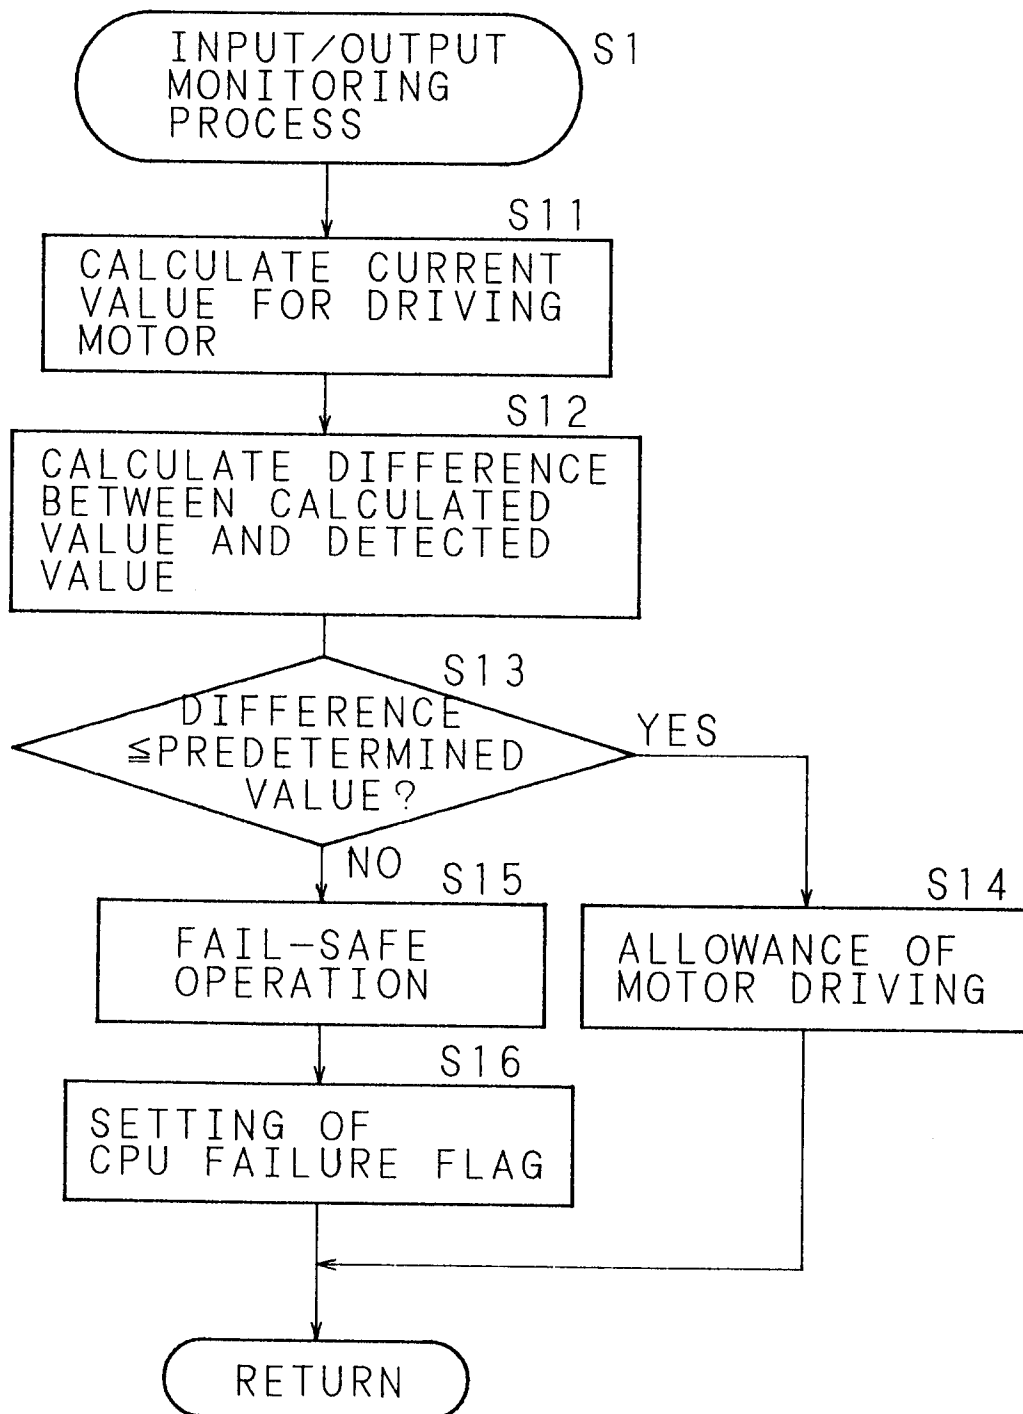 INPUT/OUTPUT
MONITORING
PROCESS
S1
S11
CALCULATE CURRENT
VALUE FOR DRIVING
MOTOR
S12
CALCULATE DIFFERENCE
BETWEEN CALCULATED
VALUE AND DETECTED
VALUE
S13
DIFFERENCE
≦PREDETERMINED
VALUE?
YES
NO
S15
FAIL-SAFE
OPERATION
S14
ALLOWANCE OF
MOTOR DRIVING
S16
SETTING OF
CPU FAILURE FLAG
RETURN